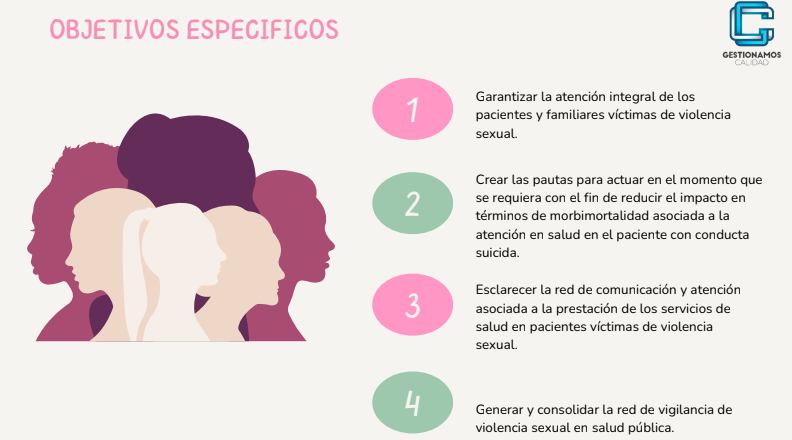 OBJETIVOS ESPECIFICOS
GESTIONAMOS
CALIDAD
1
Garantizar la atención integral de los
pacientes y familiares víctimas de violencia
sexual.
2
Crear las pautas para actuar en el momento que
se requiera con el fin de reducir el impacto en
términos de morbimortalidad asociada a la
atención en salud en el paciente con conducta
suicida.
3
Esclarecer la red de comunicación y atención
asociada a la prestación de los servicios de
salud en pacientes víctimas de violencia
sexual.
4
Generar y consolidar la red de vigilancia de
violencia sexual en salud pública.